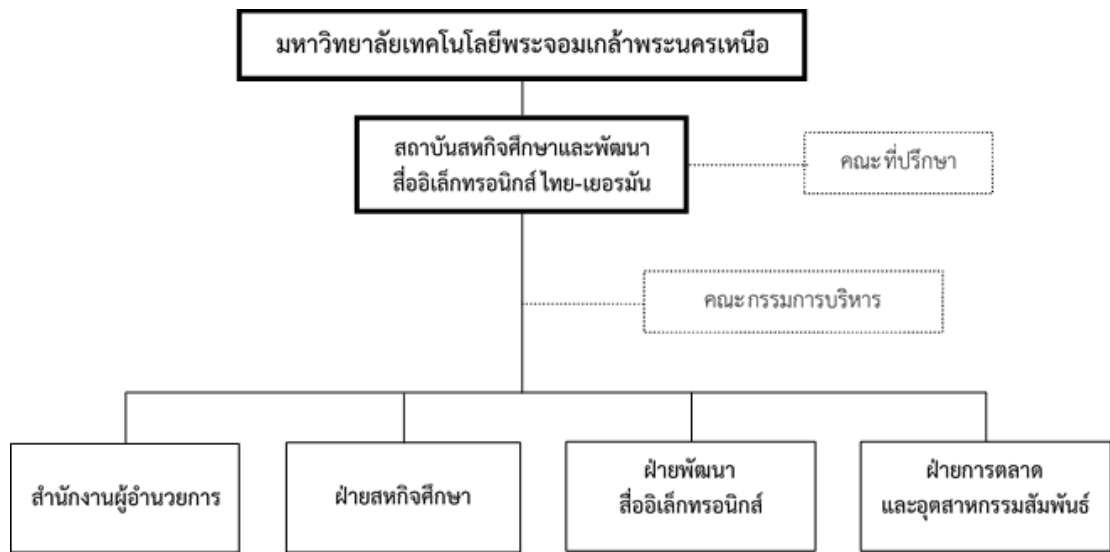 มหาวิทยาลัยเทคโนโลยีพระจอมเกล้าพระนครเหนือ
สถาบันสหกิจศึกษาและพัฒนา
สื่ออิเล็กทรอนิกส์ ไทย-เยอรมัน
คณะที่ปรึกษา
คณะกรรมการบริหาร
สำนักงานผู้อำนวยการ
ฝ่ายสหกิจศึกษา
ฝ่ายพัฒนา
สื่ออิเล็กทรอนิกส์
ฝ่ายการตลาด
และอุตสาหกรรมสัมพันธ์